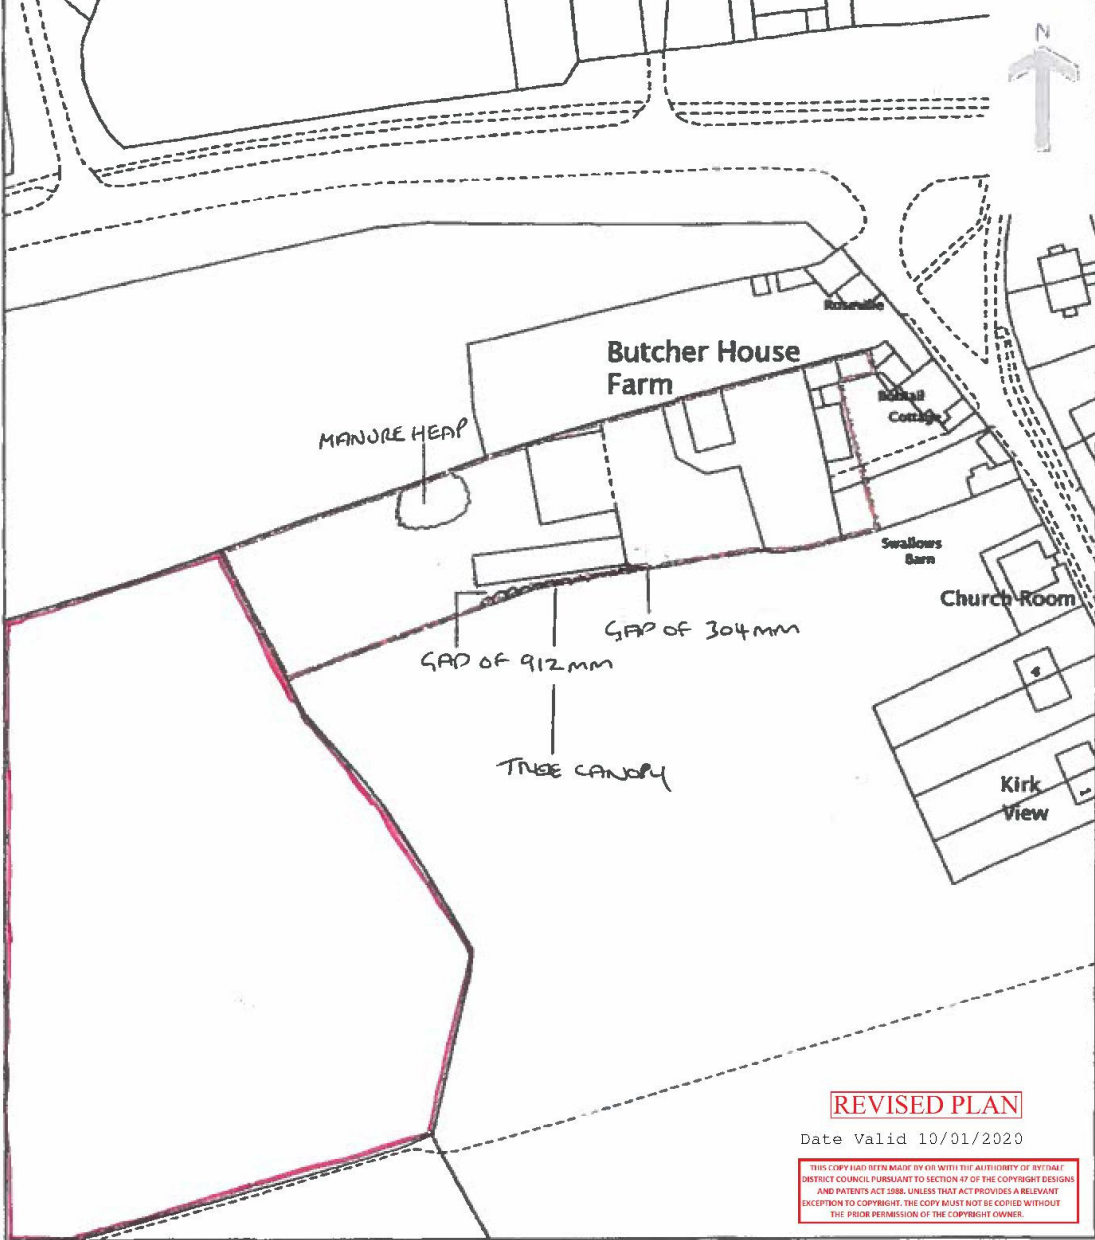 N
Roseville
Butcher House
Farm
Bobtail
Cottage
MANURE HEAP
Swallows
Barn
Church Room
GAP OF 304MM
GAP OF 912MM
TREE CANOPY
Kirk
View
REVISED PLAN
Date Valid 10/01/2020
THIS COPY HAD BEEN MADE BY OR WITH THE AUTHORITY OF RYEDALE
DISTRICT COUNCIL PURSUANT TO SECTION 47 OF THE COPYRIGHT DESIGNS
AND PATENTS ACT 1988. UNLESS THAT ACT PROVIDES A RELEVANT
EXCEPTION TO COPYRIGHT. THE COPY MUST NOT BE COPIED WITHOUT
THE PRIOR PERMISSION OF THE COPYRIGHT OWNER.